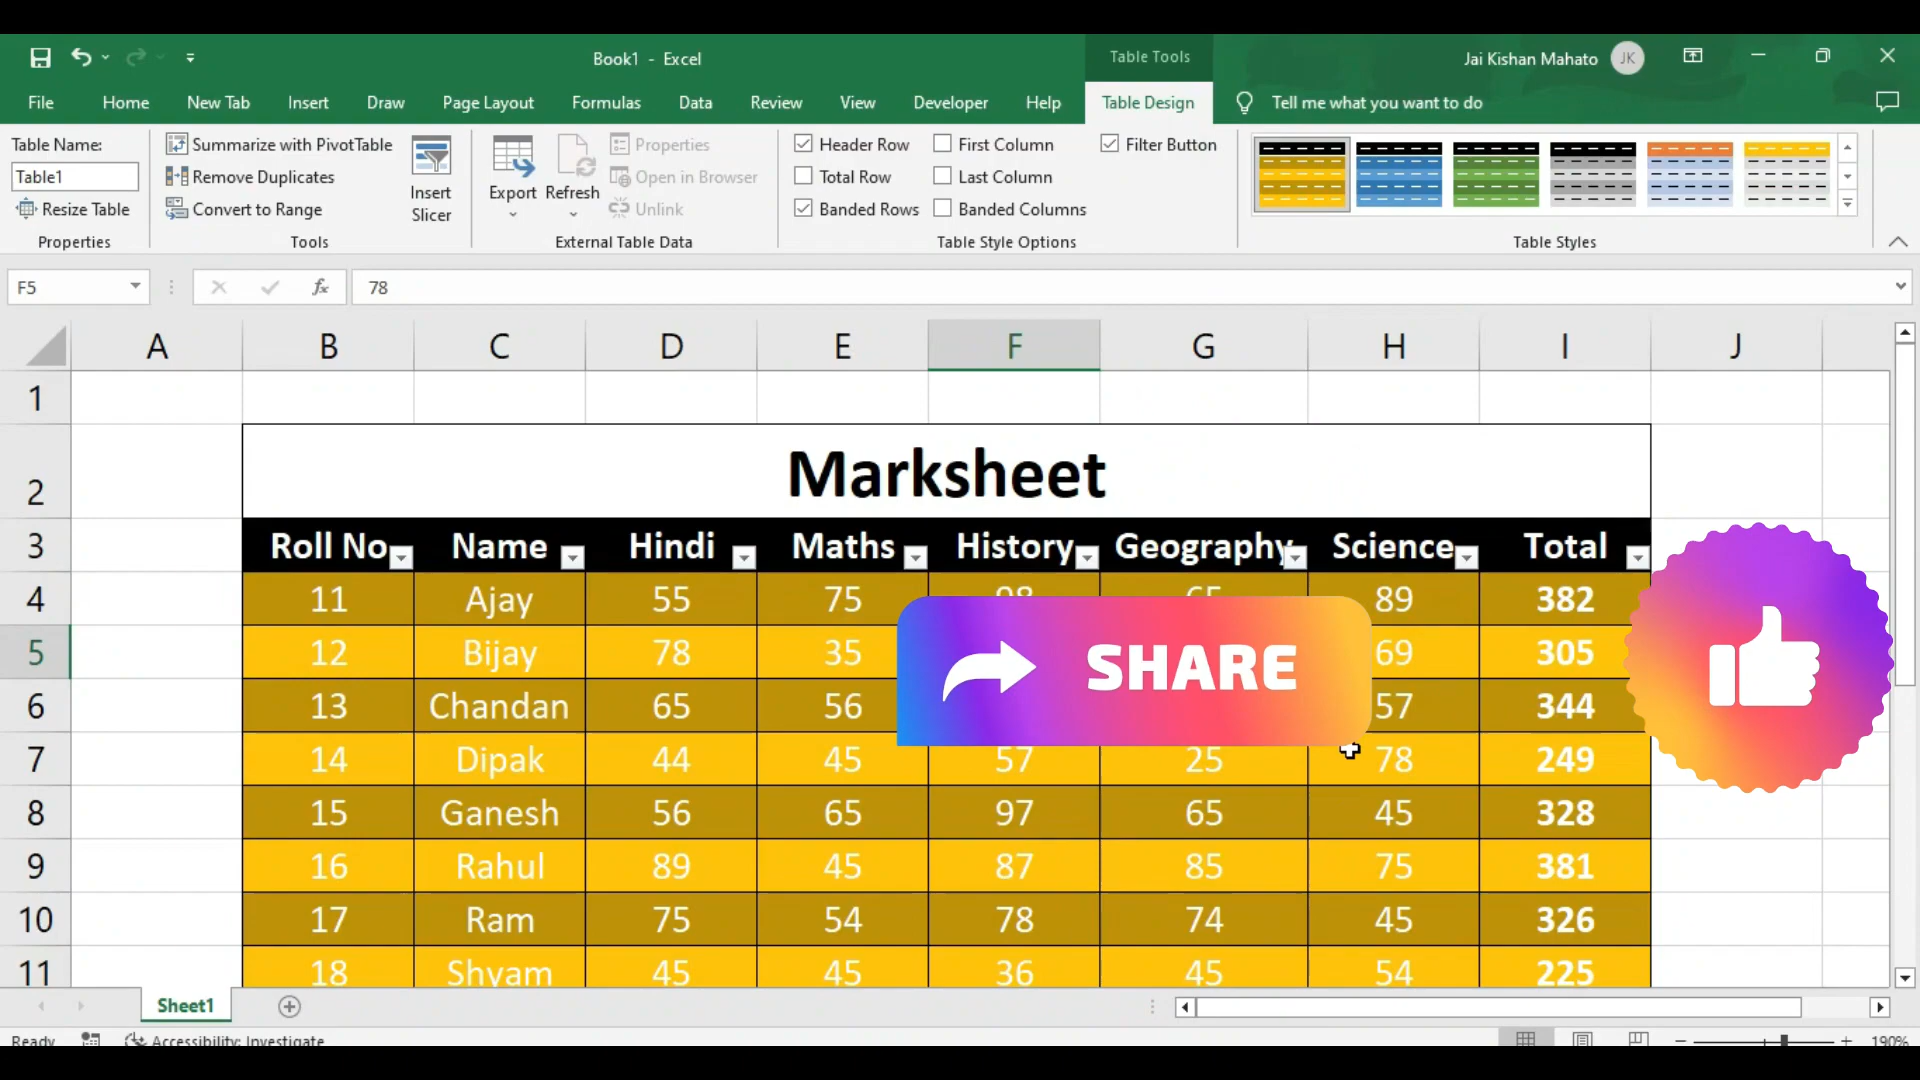 Book1 - Excel
Table Tools
Jai Kishan Mahato JK
File Home New Tab Insert Draw Page Layout Formulas Data Review View Developer Help Table Design Tell me what you want to do
Table Name:
Table1
Resize Table
Properties
Summarize with PivotTable
Remove Duplicates
Convert to Range
Tools
Insert
Slicer
Export Refresh
Properties
Open in Browser
Unlink
External Table Data
Header Row First Column Filter Button
Total Row Last Column
Banded Rows Banded Columns
Table Style Options
Table Styles
F5 fx 78
A B C D E F G H I J
1
2 Marksheet
3 Roll No Name Hindi Maths History Geography Science Total
4 11 Ajay 55 75 98 65 89 382
5 12 Bijay 78 35 69 305
SHARE
6 13 Chandan 65 56 57 344
7 14 Dipak 44 45 57 25 78 249
8 15 Ganesh 56 65 97 65 45 328
9 16 Rahul 89 45 87 85 75 381
10 17 Ram 75 54 78 74 45 326
11 18 Shyam 45 45 36 45 54 225
Sheet1
Ready Accessibility: Investigate 190%